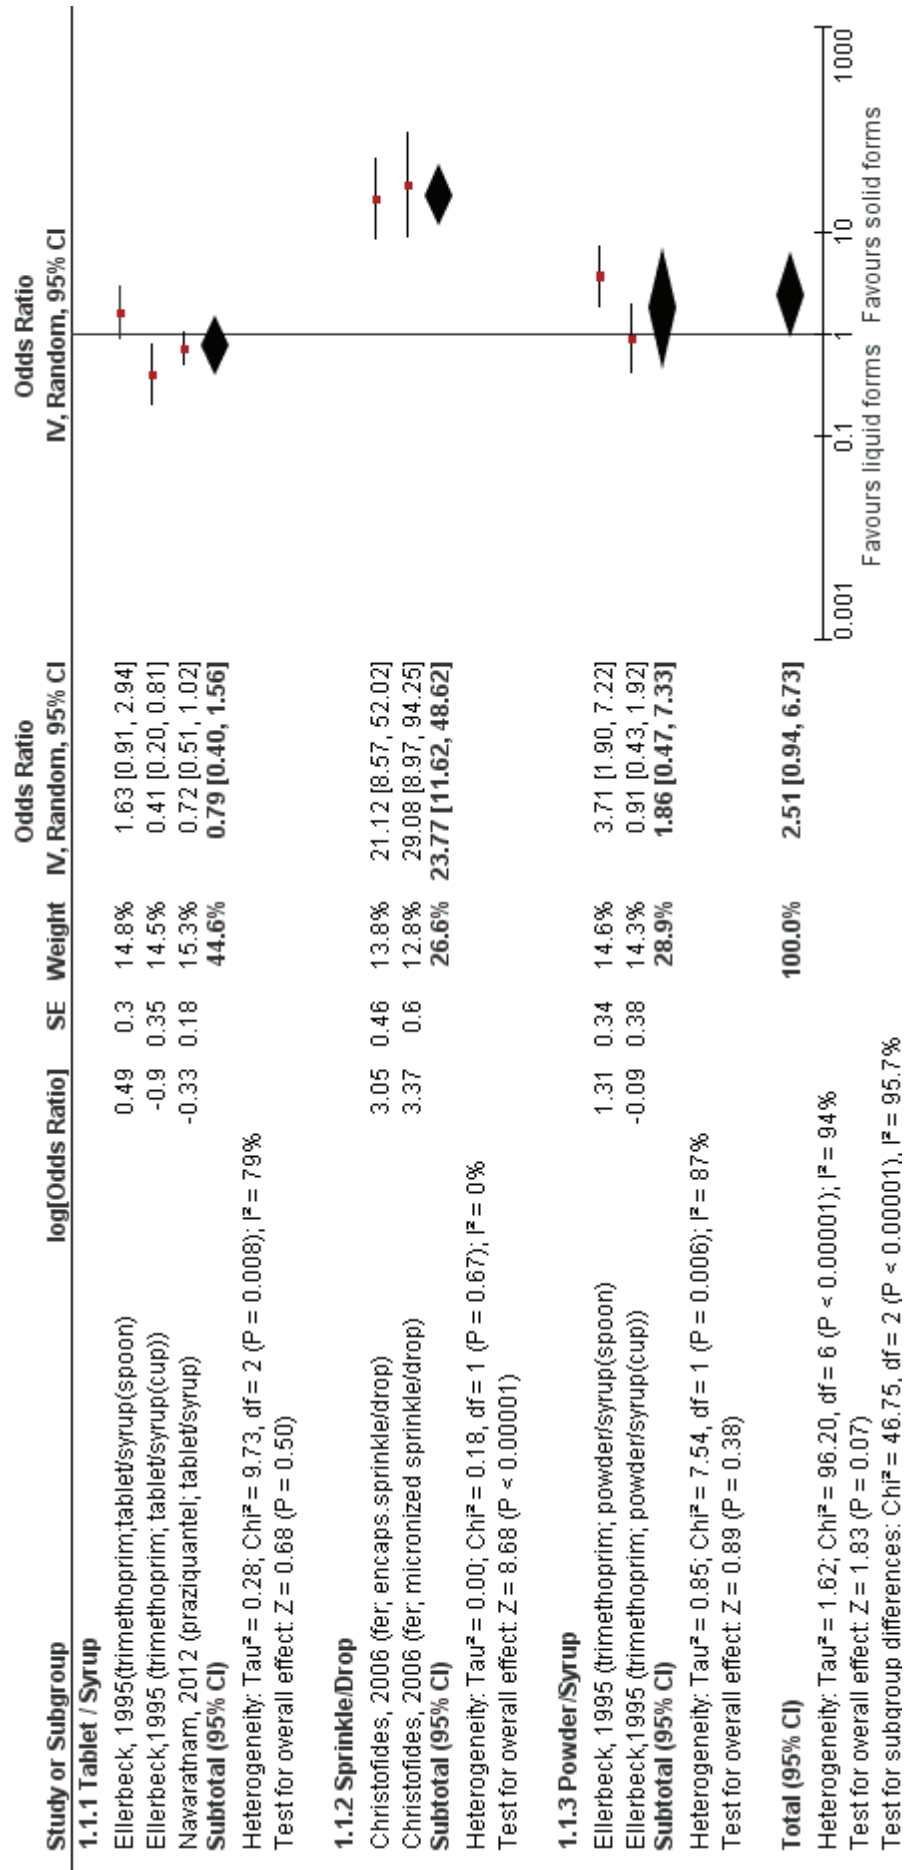 Odds Ratio Odds Ratio
Study or Subgroup log[Odds Ratio] SE Weight IV, Random, 95% CI IV, Random, 95% CI
1.1.1 Tablet / Syrup
Ellerbeck, 1995(trimethoprim;tablet/syrup(spoon) 0.49 0.3 14.8% 1.63 [0.91, 2.94]
Ellerbeck,1995 (trimethoprim; tablet/syrup(cup)) -0.9 0.35 14.5% 0.41 [0.20, 0.81]
Navaratnam, 2012 (praziquantel; tablet/syrup) -0.33 0.18 15.3% 0.72 [0.51, 1.02]
Subtotal (95% CI) 44.6% 0.79 [0.40, 1.56]
Heterogeneity: Tau² = 0.28; Chi² = 9.73, df = 2 (P = 0.008); I² = 79%
Test for overall effect: Z = 0.68 (P = 0.50)
1.1.2 Sprinkle/Drop
Christofides, 2006 (fer; encaps.sprinkle/drop) 3.05 0.46 13.8% 21.12 [8.57, 52.02]
Christofides, 2006 (fer; micronized sprinkle/drop) 3.37 0.6 12.8% 29.08 [8.97, 94.25]
Subtotal (95% CI) 26.6% 23.77 [11.62, 48.62]
Heterogeneity: Tau² = 0.00; Chi² = 0.18, df = 1 (P = 0.67); I² = 0%
Test for overall effect: Z = 8.68 (P < 0.00001)
1.1.3 Powder/Syrup
Ellerbeck, 1995 (trimethoprim; powder/syrup(spoon) 1.31 0.34 14.6% 3.71 [1.90, 7.22]
Ellerbeck,1995 (trimethoprim; powder/syrup(cup)) -0.09 0.38 14.3% 0.91 [0.43, 1.92]
Subtotal (95% CI) 28.9% 1.86 [0.47, 7.33]
Heterogeneity: Tau² = 0.85; Chi² = 7.54, df = 1 (P = 0.006); I² = 87%
Test for overall effect: Z = 0.89 (P = 0.38)
Total (95% CI) 100.0% 2.51 [0.94, 6.73]
Heterogeneity: Tau² = 1.62; Chi² = 96.20, df = 6 (P < 0.00001); I² = 94%
Test for overall effect: Z = 1.83 (P = 0.07)
Test for subgroup differences: Chi² = 46.75, df = 2 (P < 0.00001), I² = 95.7%
0.001 0.1 1 10 1000
Favours liquid forms Favours solid forms